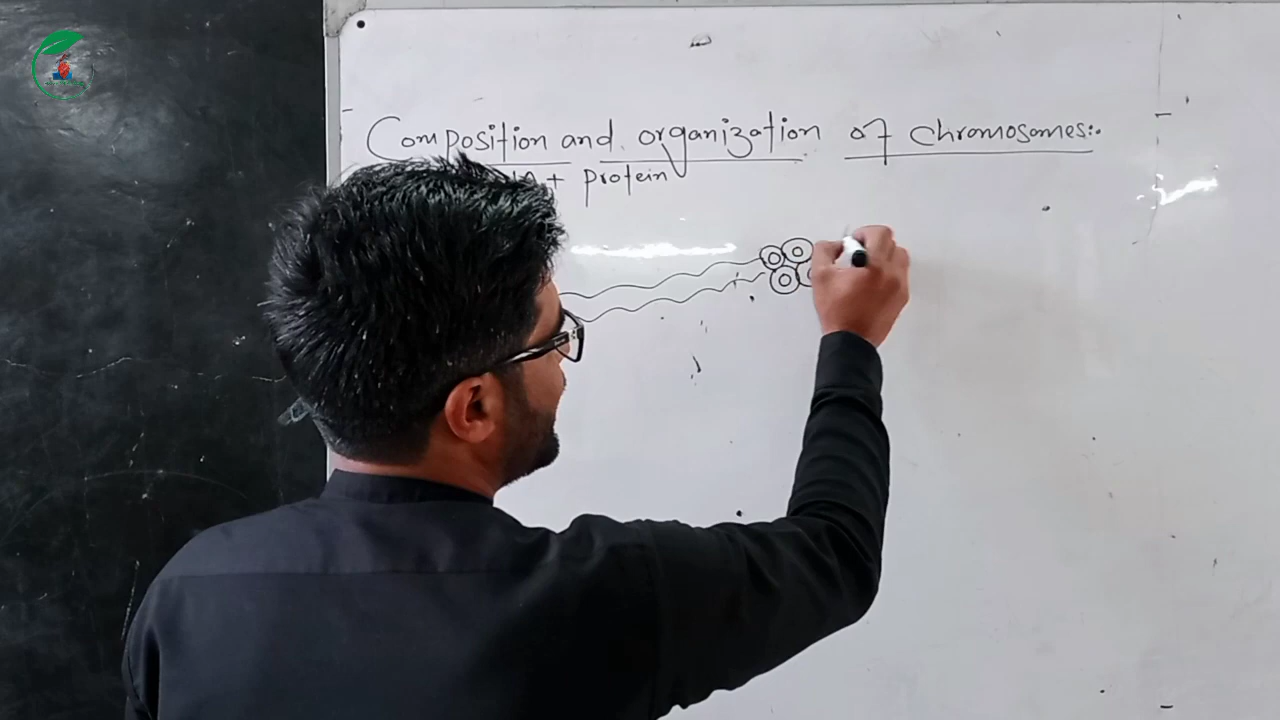 Composition and organization of chromosomes:.
+ protein